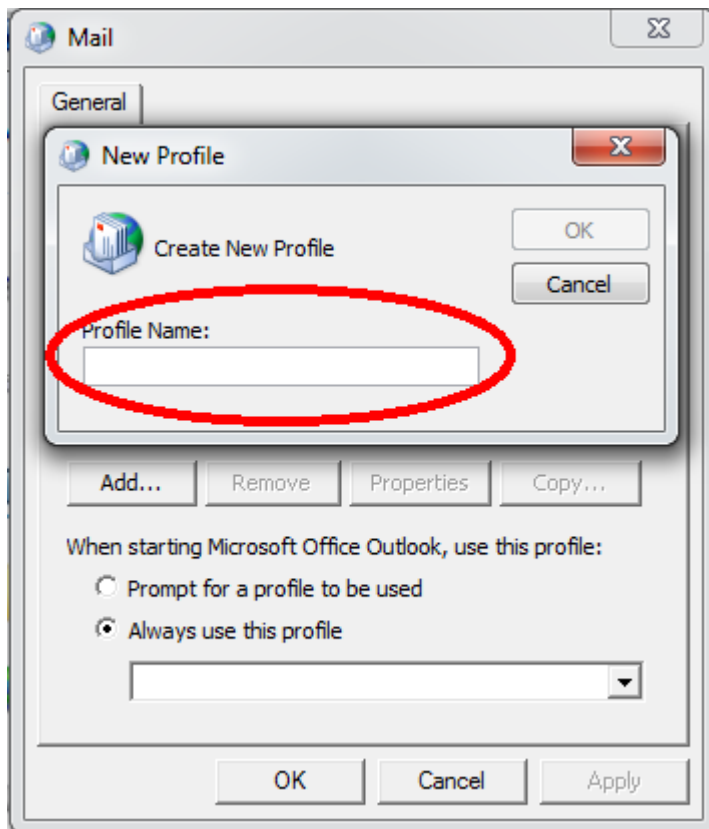 Mail
General
New Profile
Create New Profile
OK
Cancel
Profile Name:
Add... Remove Properties Copy...
When starting Microsoft Office Outlook, use this profile:
Prompt for a profile to be used
Always use this profile
OK Cancel Apply